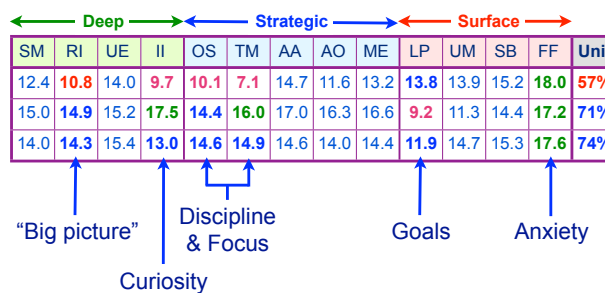 Deep Strategic Surface
SM RI UE II OS TM AA AO ME LP UM SB FF Uni
12.4 10.8 14.0 9.7 10.1 7.1 14.7 11.6 13.2 13.8 13.9 15.2 18.0 57%
15.0 14.9 15.2 17.5 14.4 16.0 17.0 16.3 16.6 9.2 11.3 14.4 17.2 71%
14.0 14.3 15.4 13.0 14.6 14.9 14.6 14.0 14.4 11.9 14.7 15.3 17.6 74%
“Big picture” Discipline & Focus Goals Anxiety
Curiosity